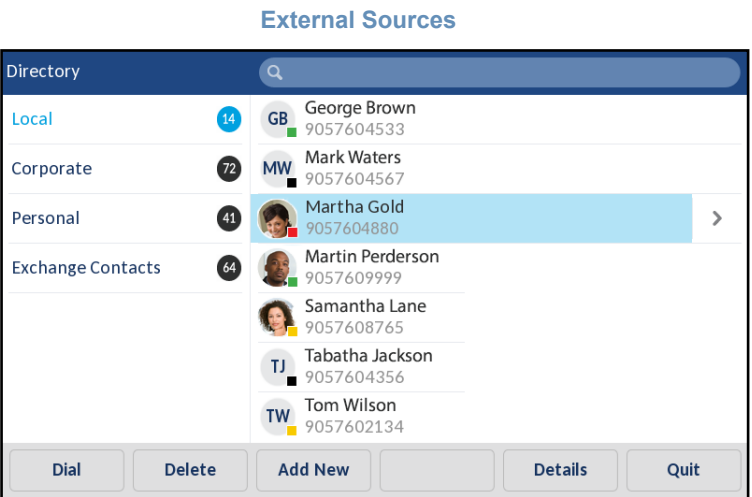 External Sources
Directory
Local 14
Corporate 72
Personal 41
Exchange Contacts 64
GB George Brown
9057604533
MW Mark Waters
9057604567
Martha Gold
9057604880
Martin Perderson
9057609999
Samantha Lane
9057608765
TJ Tabatha Jackson
9057604356
TW Tom Wilson
9057602134
Dial Delete Add New Details Quit